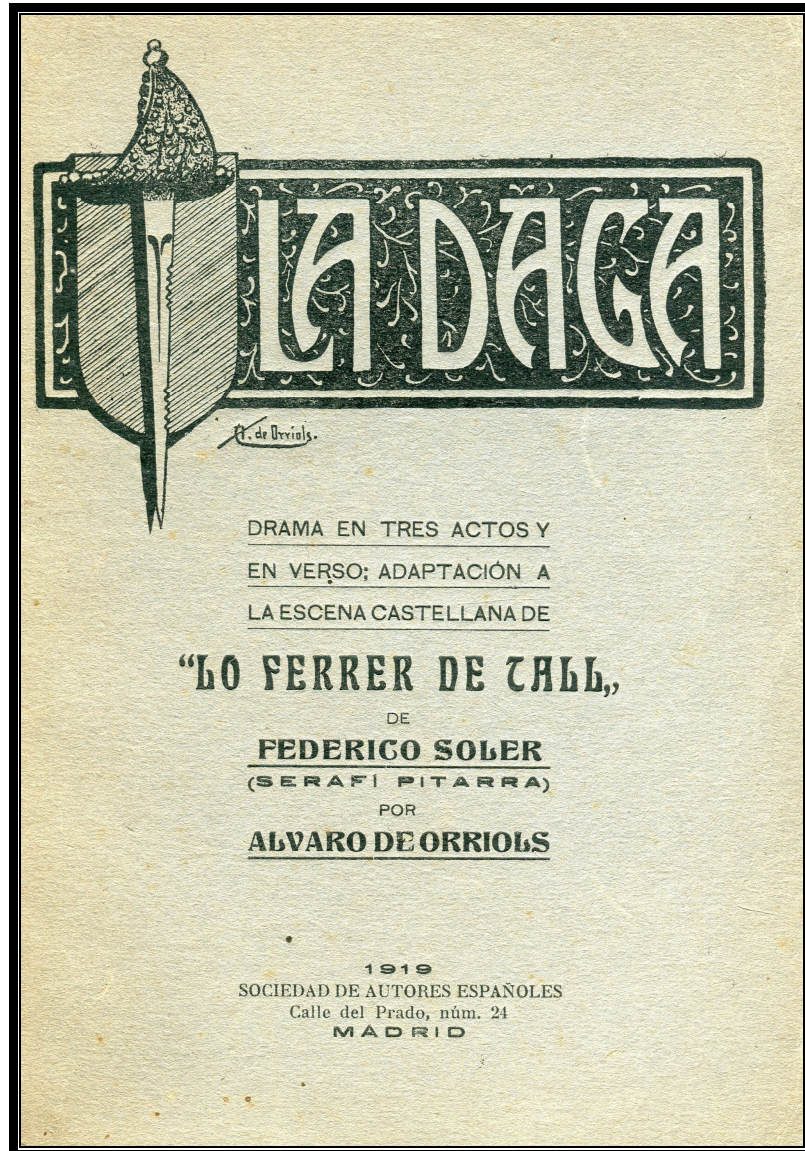 LA DAGA
A. de Orriols.
DRAMA EN TRES ACTOS Y
EN VERSO; ADAPTACIÓN A
LA ESCENA CASTELLANA DE
“LO FERRER DE TALL„
DE
FEDERICO SOLER
(SERAFÍ PITARRA)
POR
ALVARO DE ORRIOLS
1919
SOCIEDAD DE AUTORES ESPAÑOLES
Calle del Prado, núm. 24
MADRID